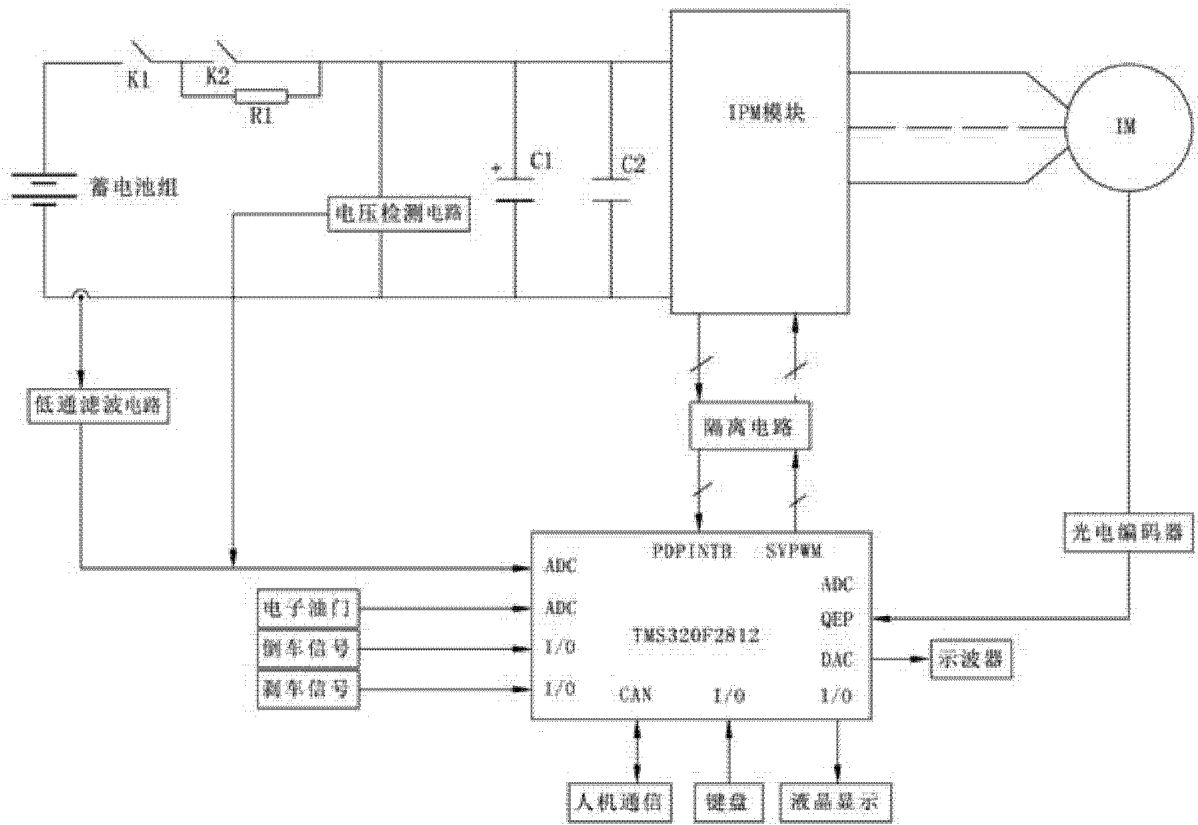 K1
K2
R1
蓄电池组
电压检测电路
C1
C2
IPM模块
IM
低通滤波电路
隔离电路
光电编码器
PDPINTB
SVPWM
ADC
ADC
ADC
I/O
I/O
QEP
DAC
I/O
TMS320F2812
CAN
I/O
电子油门
倒车信号
刹车信号
示波器
人机通信
键盘
液晶显示
+